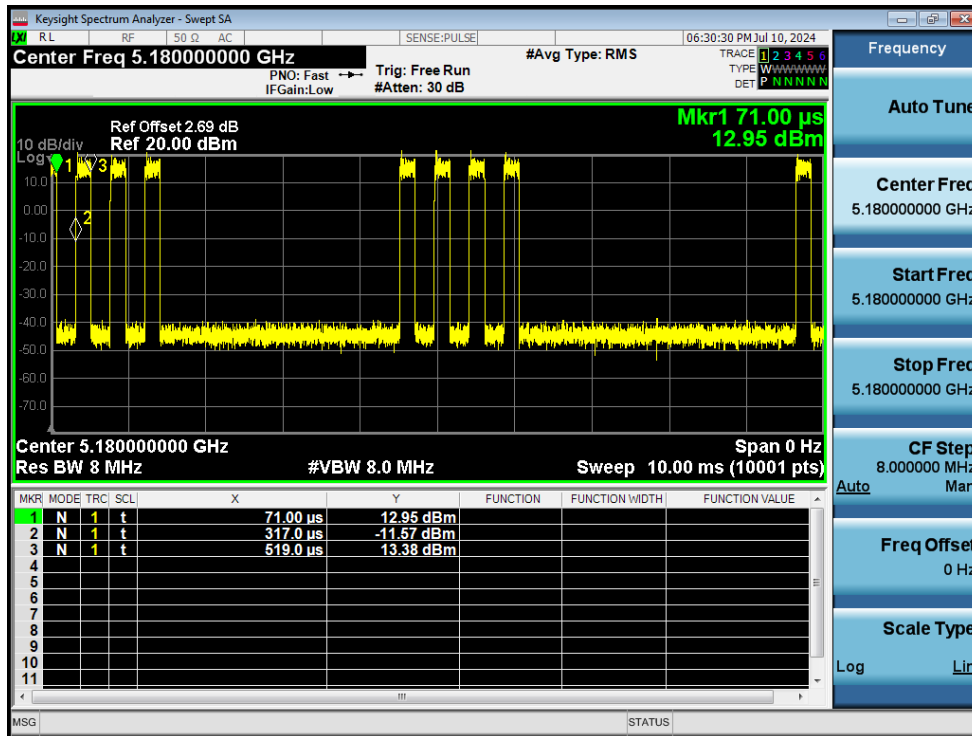 Keysight Spectrum Analyzer - Swept SA
LXI RL RF 50 Ω AC SENSE:PULSE 06:30:30 PM Jul 10, 2024
Center Freq 5.180000000 GHz #Avg Type: RMS TRACE 1 2 3 4 5 6
PNO: Fast Trig: Free Run TYPE WWWWWW
IFGain:Low #Atten: 30 dB DET P N N N N N
Mkr1 71.00 µs
Ref Offset 2.69 dB
10 dB/div Ref 20.00 dBm 12.95 dBm
Log
1 3
10.0
0.00
2
-10.0
-20.0
-30.0
-40.0
-50.0
-60.0
-70.0
Center 5.180000000 GHz Span 0 Hz
Res BW 8 MHz #VBW 8.0 MHz Sweep 10.00 ms (10001 pts)
MKR MODE TRC SCL X Y FUNCTION FUNCTION WIDTH FUNCTION VALUE
1 N 1 t 71.00 µs 12.95 dBm
2 N 1 t 317.0 µs -11.57 dBm
3 N 1 t 519.0 µs 13.38 dBm
4
5
6
7
8
9
10
11
MSG STATUS
Frequency
Auto Tune
Center Freq
5.180000000 GHz
Start Freq
5.180000000 GHz
Stop Freq
5.180000000 GHz
CF Step
8.000000 MHz
Auto Man
Freq Offset
0 Hz
Scale Type
Log Lin